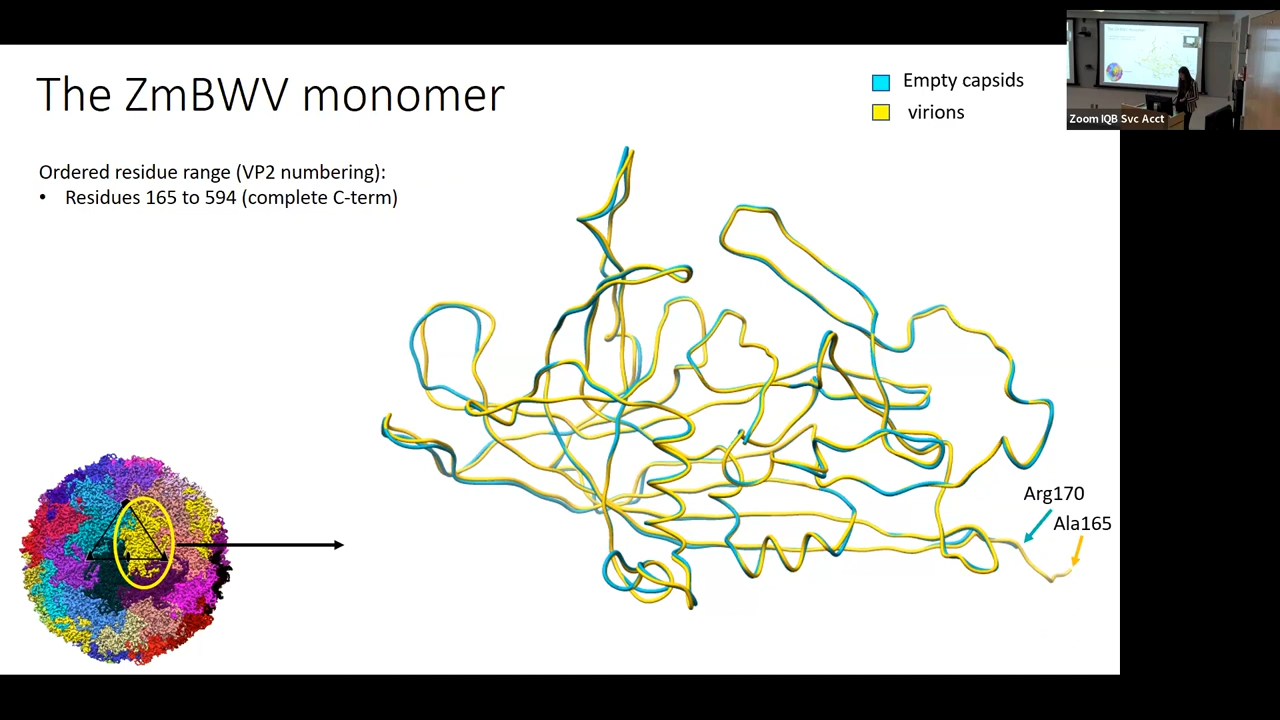 The ZmBWV monomer
Empty capsids
virions
Zoom IQB Svc Acct
Ordered residue range (VP2 numbering):
• Residues 165 to 594 (complete C-term)
Arg170
Ala165